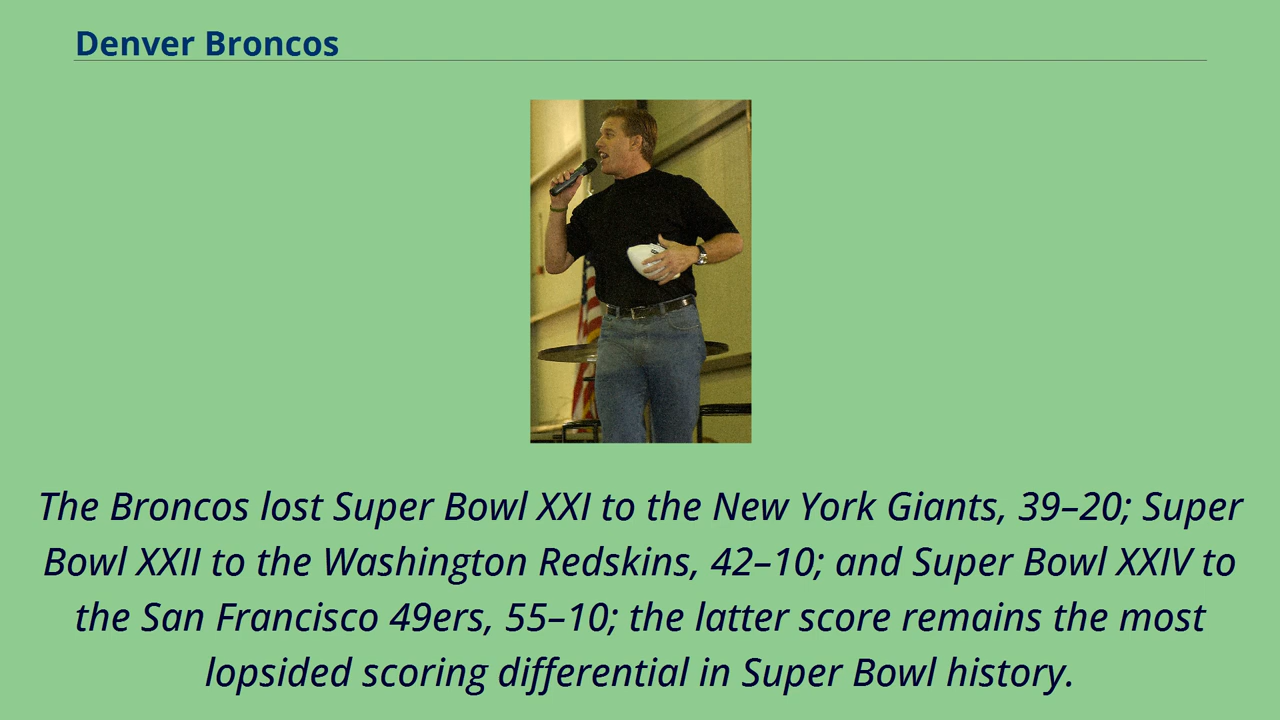 Denver Broncos
The Broncos lost Super Bowl XXI to the New York Giants, 39–20; Super
Bowl XXII to the Washington Redskins, 42–10; and Super Bowl XXIV to
the San Francisco 49ers, 55–10; the latter score remains the most
lopsided scoring differential in Super Bowl history.